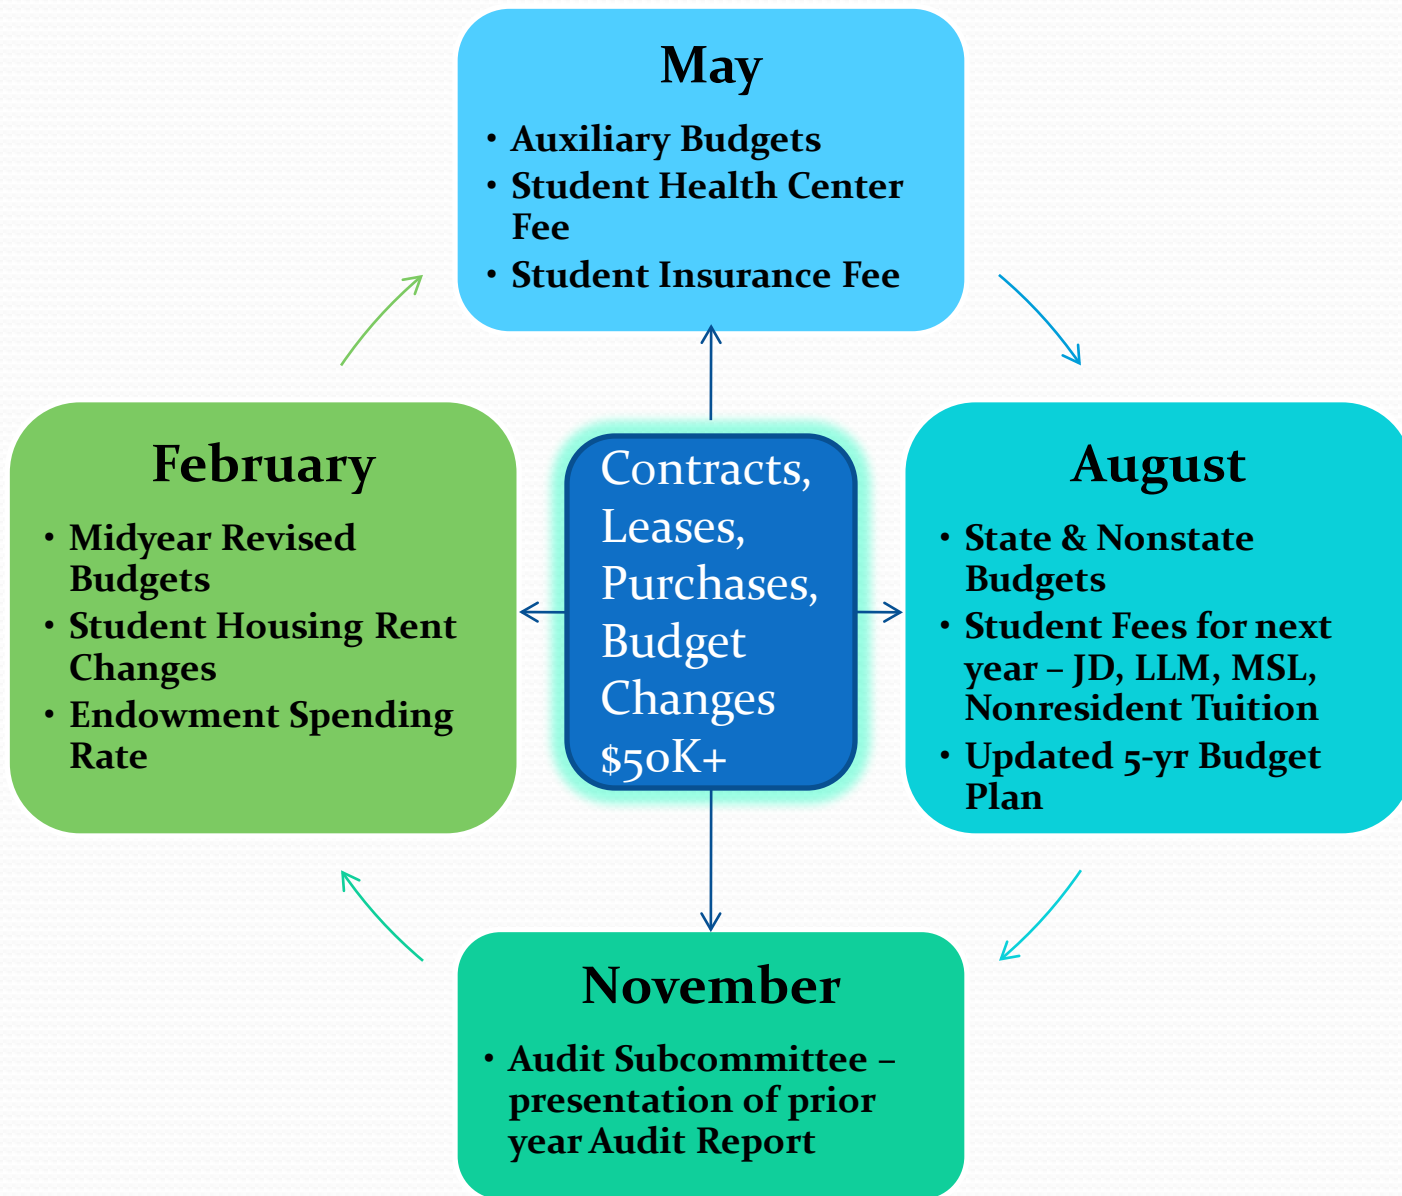 May
• Auxiliary Budgets
• Student Health Center
Fee
• Student Insurance Fee
February
• Midyear Revised
Budgets
• Student Housing Rent
Changes
• Endowment Spending
Rate
Contracts,
Leases,
Purchases,
Budget
Changes
$50K+
August
• State & Nonstate
Budgets
• Student Fees for next
year – JD, LLM, MSL,
Nonresident Tuition
• Updated 5-yr Budget
Plan
November
• Audit Subcommittee –
presentation of prior
year Audit Report